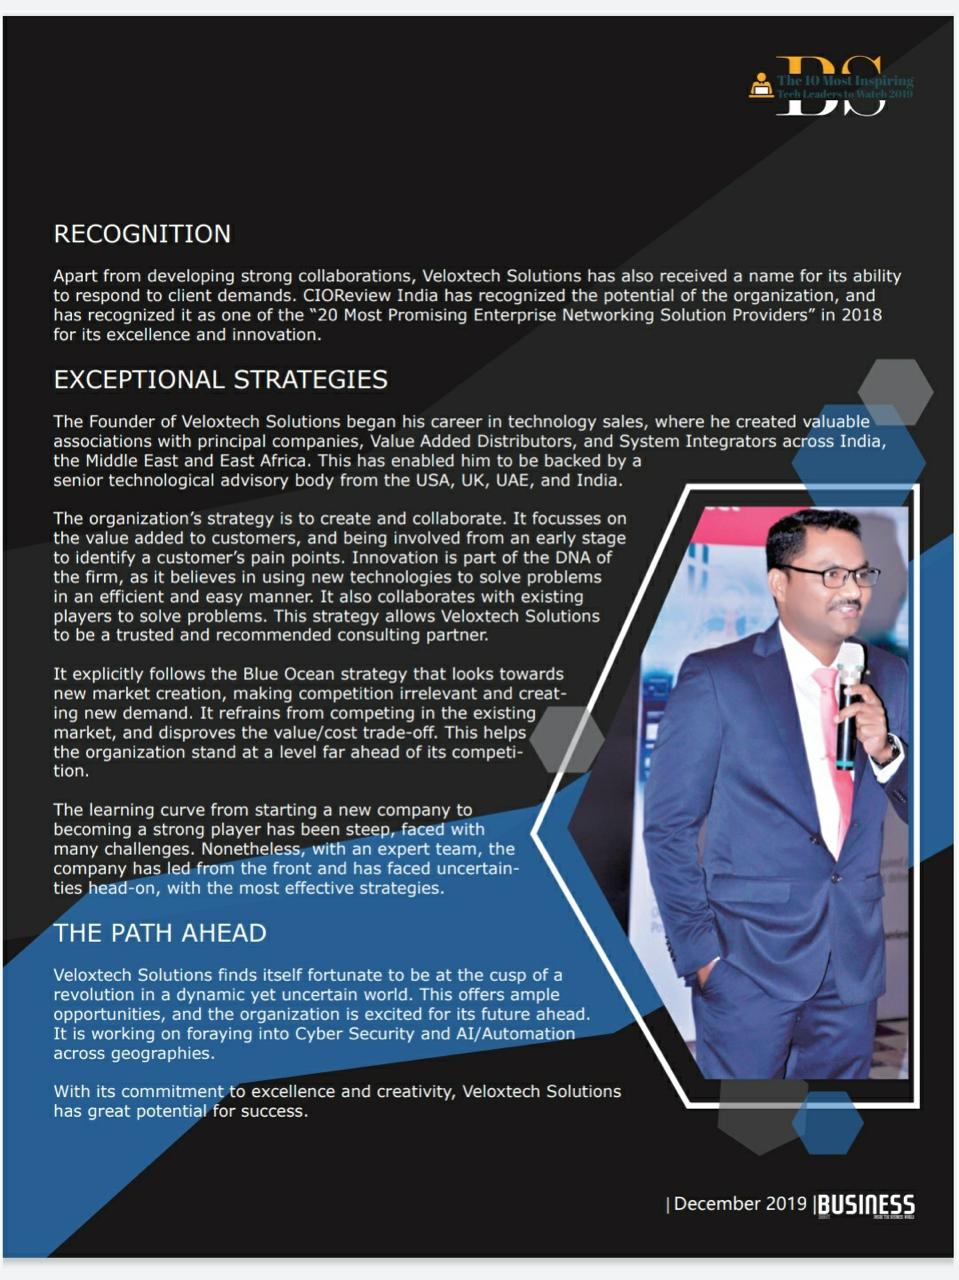 DS
The 10 Most Inspiring
Tech Leaders to Watch 2019
RECOGNITION
Apart from developing strong collaborations, Veloxtech Solutions has also received a name for its ability
to respond to client demands. CIOReview India has recognized the potential of the organization, and
has recognized it as one of the “20 Most Promising Enterprise Networking Solution Providers” in 2018
for its excellence and innovation.
EXCEPTIONAL STRATEGIES
The Founder of Veloxtech Solutions began his career in technology sales, where he created valuable
associations with principal companies, Value Added Distributors, and System Integrators across India,
the Middle East and East Africa. This has enabled him to be backed by a
senior technological advisory body from the USA, UK, UAE, and India.
The organization’s strategy is to create and collaborate. It focusses on
the value added to customers, and being involved from an early stage
to identify a customer’s pain points. Innovation is part of the DNA of
the firm, as it believes in using new technologies to solve problems
in an efficient and easy manner. It also collaborates with existing
players to solve problems. This strategy allows Veloxtech Solutions
to be a trusted and recommended consulting partner.
It explicitly follows the Blue Ocean strategy that looks towards
new market creation, making competition irrelevant and creat-
ing new demand. It refrains from competing in the existing
market, and disproves the value/cost trade-off. This helps
the organization stand at a level far ahead of its competi-
tion.
The learning curve from starting a new company to
becoming a strong player has been steep, faced with
many challenges. Nonetheless, with an expert team, the
company has led from the front and has faced uncertain-
ties head-on, with the most effective strategies.
THE PATH AHEAD
Veloxtech Solutions finds itself fortunate to be at the cusp of a
revolution in a dynamic yet uncertain world. This offers ample
opportunities, and the organization is excited for its future ahead.
It is working on foraying into Cyber Security and AI/Automation
across geographies.
With its commitment to excellence and creativity, Veloxtech Solutions
has great potential for success.
| December 2019 | BUSINESS